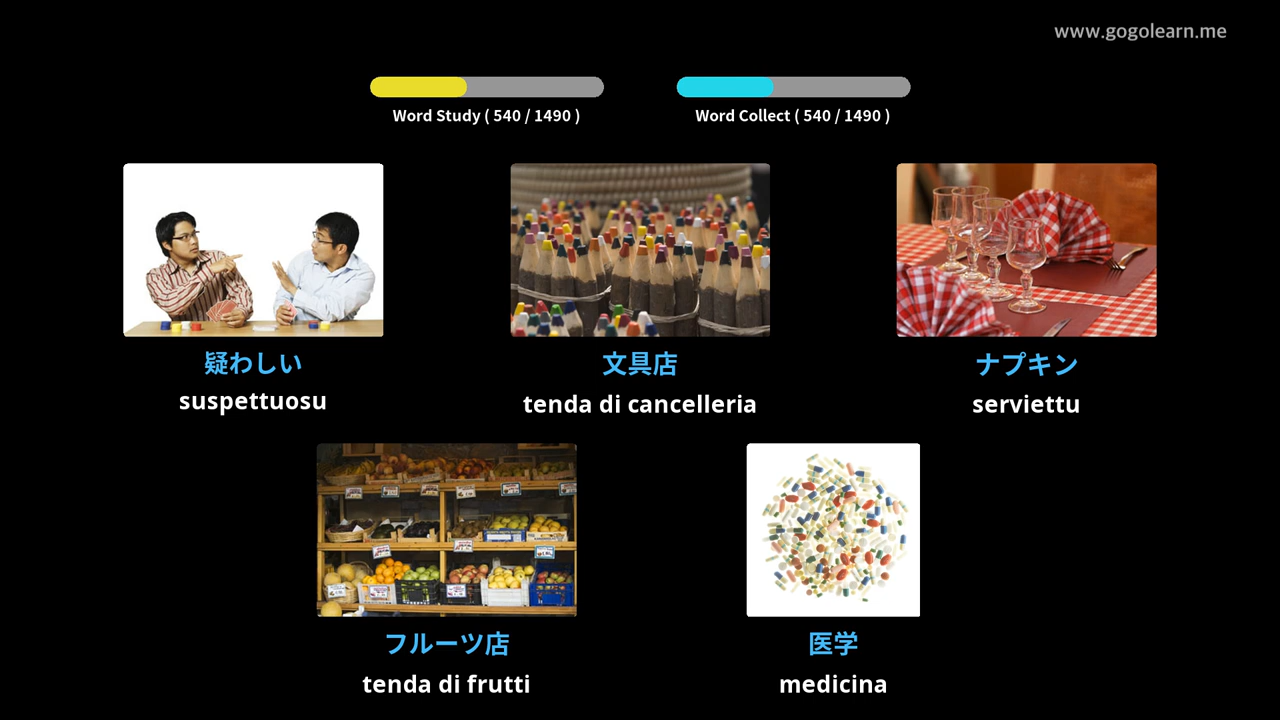 www.gogolearn.me
Word Study ( 540 / 1490 )
Word Collect ( 540 / 1490 )
疑わしい
suspettuosu
文具店
tenda di cancelleria
ナプキン
serviettu
フルーツ店
tenda di frutti
医学
medicina